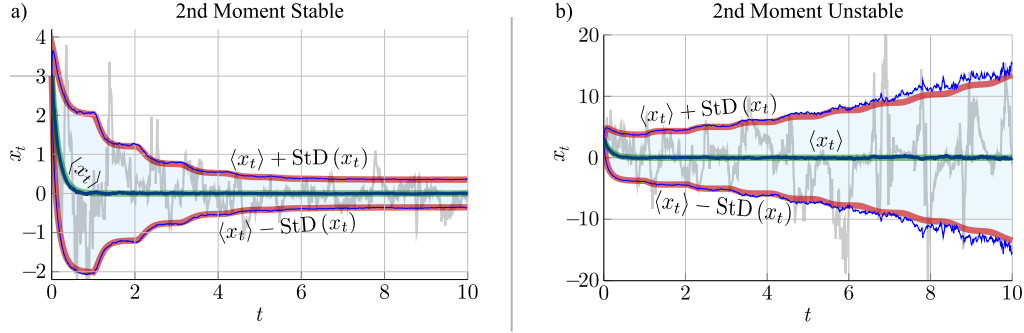 a)
2nd Moment Stable
4
3
2
1
0
−1
−2
x_t
⟨x_t⟩
⟨x_t⟩ + StD (x_t)
⟨x_t⟩ − StD (x_t)
0
2
4
6
8
10
t
b)
2nd Moment Unstable
20
10
0
−10
−20
x_t
⟨x_t⟩ + StD (x_t)
⟨x_t⟩
⟨x_t⟩ − StD (x_t)
0
2
4
6
8
10
t